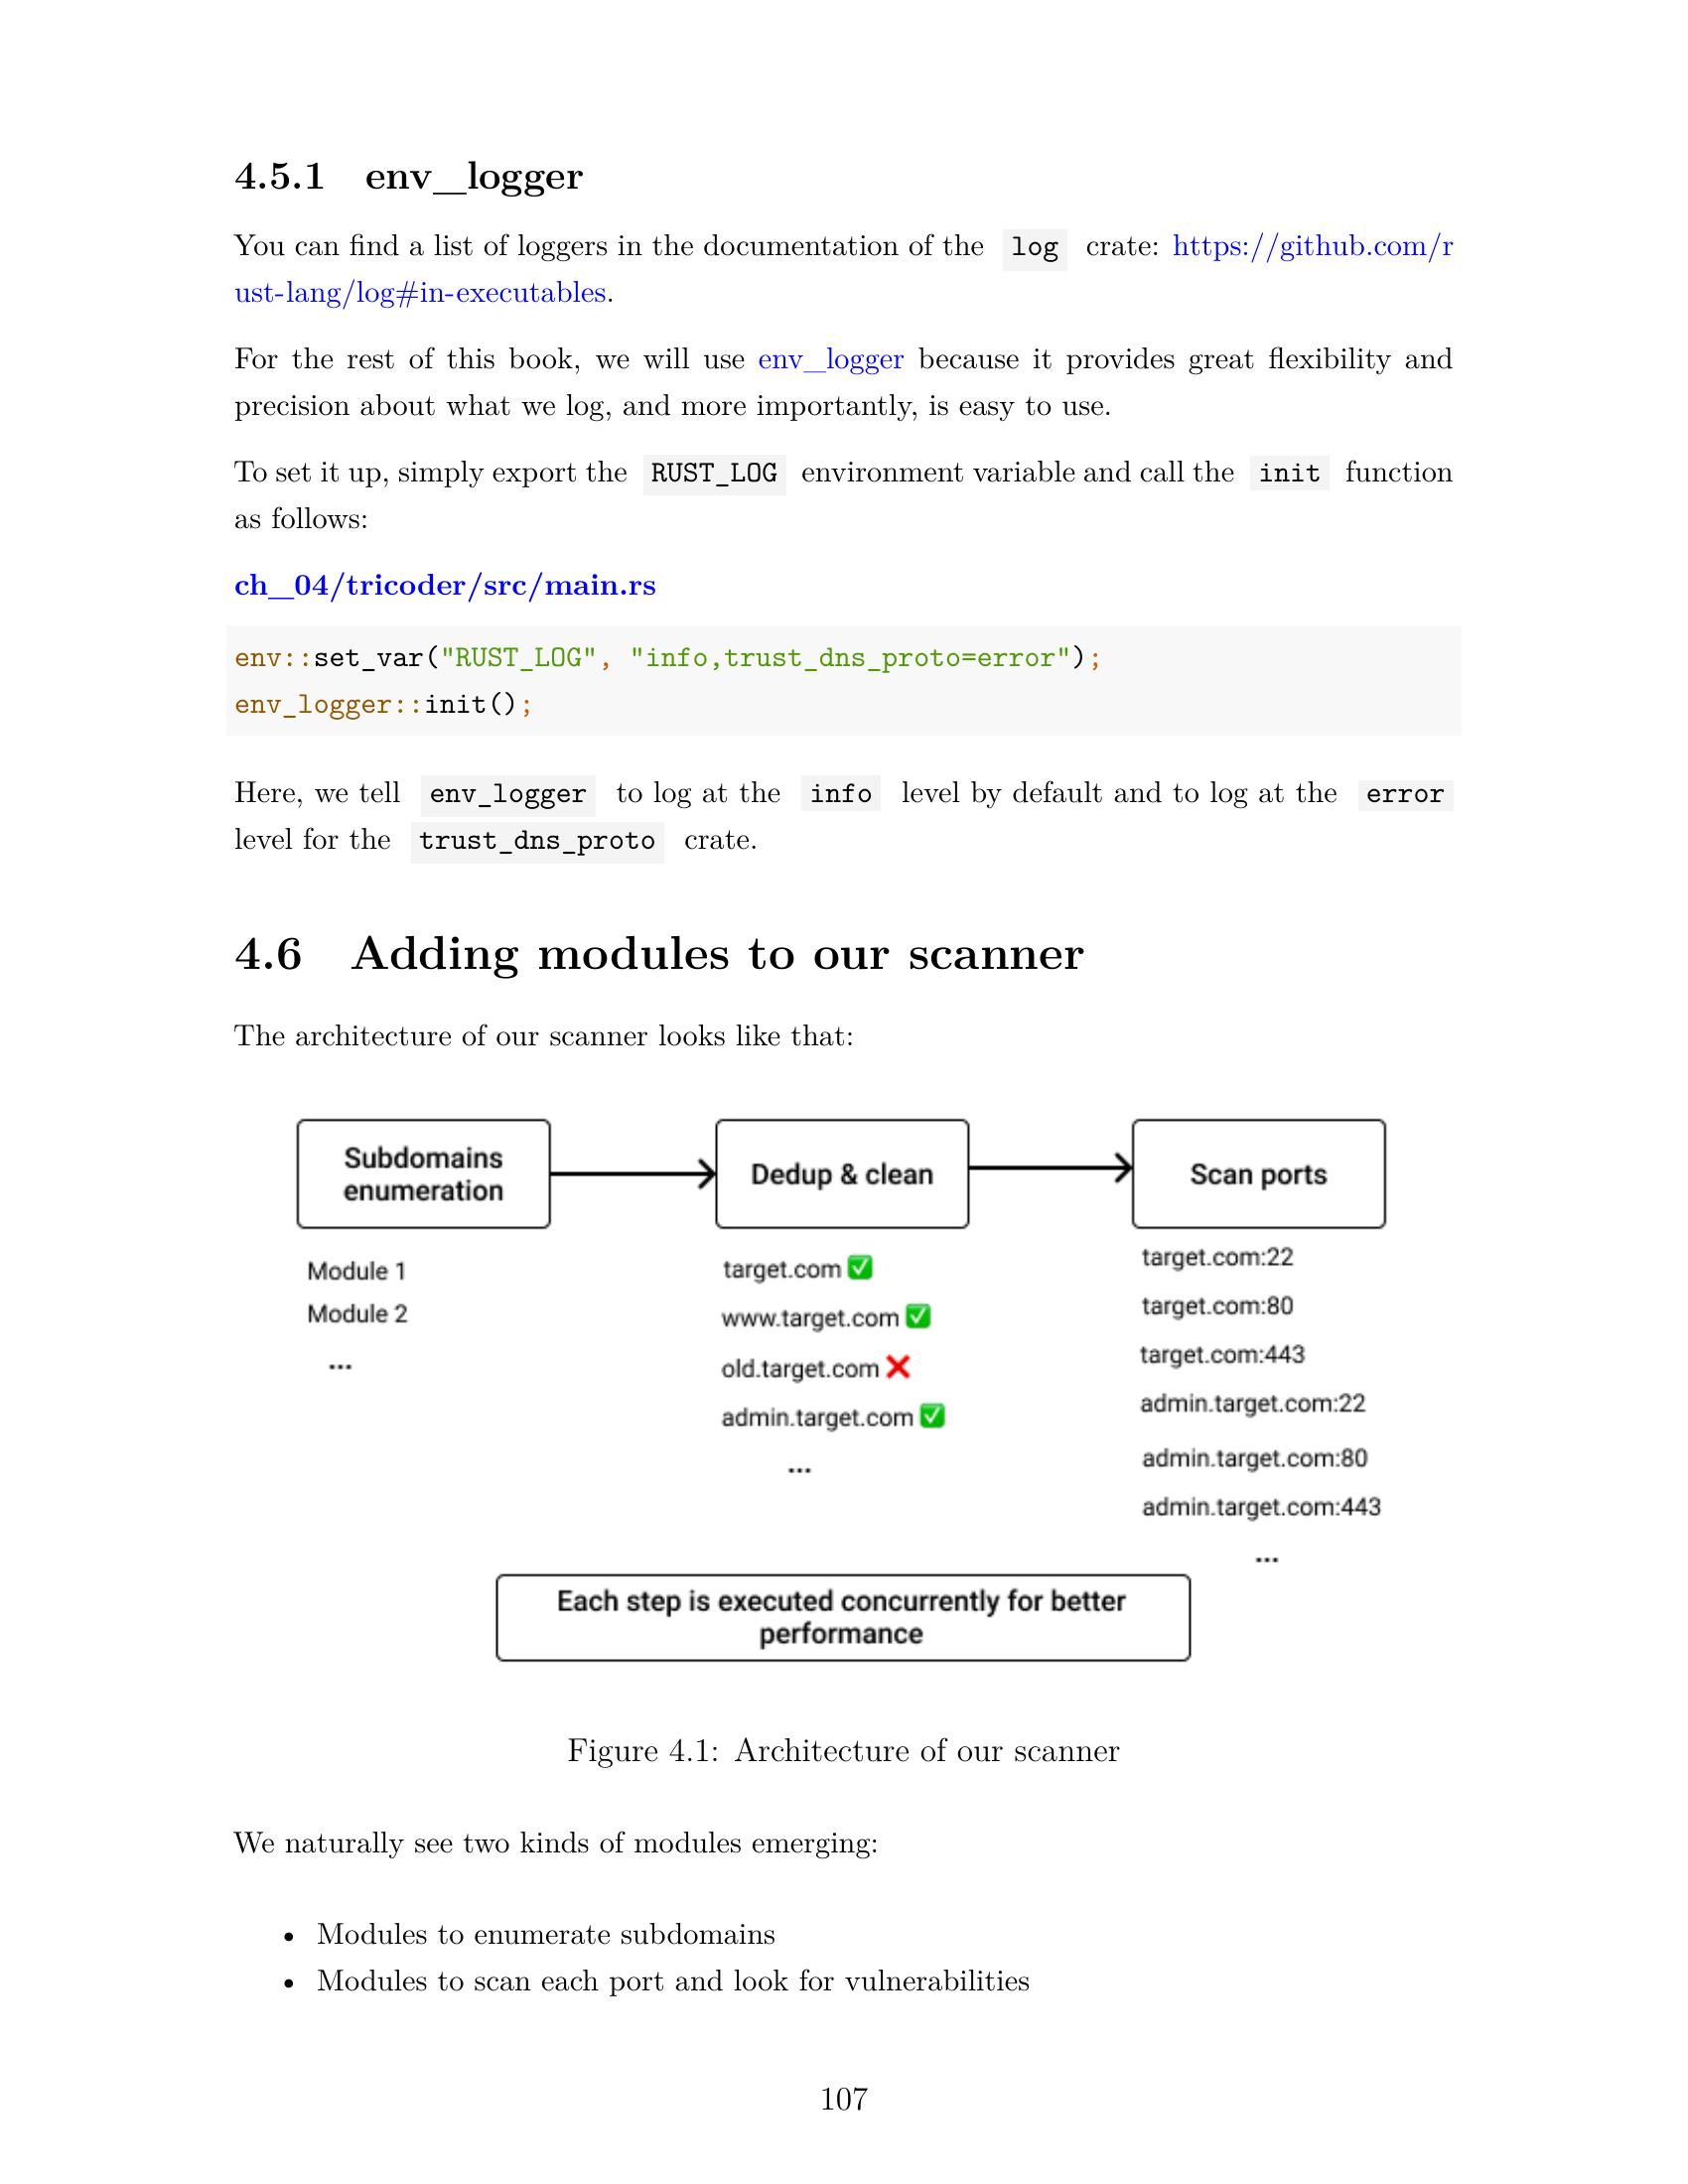 4.5.1 env_logger
You can find a list of loggers in the documentation of the log crate: https://github.com/r
ust-lang/log#in-executables.
For the rest of this book, we will use env_logger because it provides great flexibility and
precision about what we log, and more importantly, is easy to use.
To set it up, simply export the RUST_LOG environment variable and call the init function
as follows:
ch_04/tricoder/src/main.rs
env::set_var("RUST_LOG", "info,trust_dns_proto=error");
env_logger::init();
Here, we tell env_logger to log at the info level by default and to log at the error
level for the trust_dns_proto crate.
4.6 Adding modules to our scanner
The architecture of our scanner looks like that:
Subdomains
enumeration
Module 1
Module 2
...
Dedup & clean
target.com ✅
www.target.com ✅
old.target.com ❌
admin.target.com ✅
...
Scan ports
target.com:22
target.com:80
target.com:443
admin.target.com:22
admin.target.com:80
admin.target.com:443
...
Each step is executed concurrently for better
performance
Figure 4.1: Architecture of our scanner
We naturally see two kinds of modules emerging:
• Modules to enumerate subdomains
• Modules to scan each port and look for vulnerabilities
107